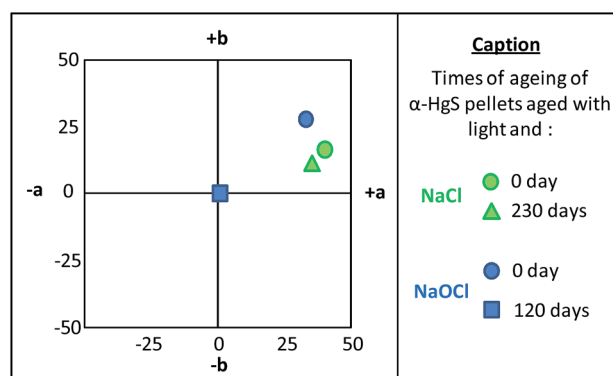 +b
50
25
-a
0
+a
-25
-50
-25
0
25
50
-b
Caption
Times of ageing of
α-HgS pellets aged with
light and :
NaCl
0 day
230 days
NaOCl
0 day
120 days